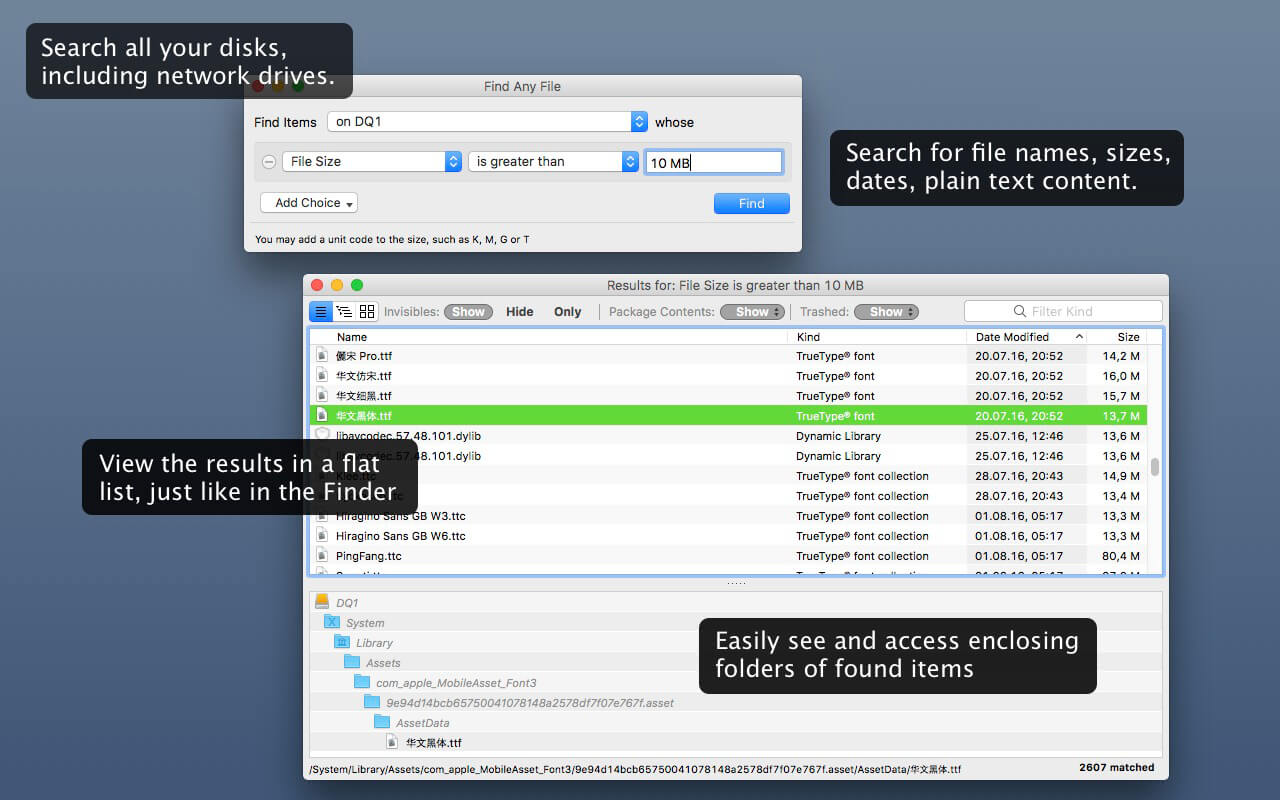 Search all your disks,
including network drives.
Find Any File
Find Items on DQ1 whose
File Size is greater than 10 MB
Add Choice Find
You may add a unit code to the size, such as K, M, G or T
Search for file names, sizes,
dates, plain text content.
Results for: File Size is greater than 10 MB
Invisibles: Show Hide Only Package Contents: Show Trashed: Show Filter Kind
Name Kind Date Modified Size
Pro.ttf TrueType® font 20.07.16, 20:52 14,2 M
华文仿宋.ttf TrueType® font 20.07.16, 20:52 16,0 M
华文细黑.ttf TrueType® font 20.07.16, 20:52 15,7 M
华文黑体.ttf TrueType® font 20.07.16, 20:52 13,7 M
libavcodec.57.48.101.dylib Dynamic Library 25.07.16, 12:46 13,6 M
libavcodec.57.48.101.dylib Dynamic Library 25.07.16, 12:46 13,6 M
Klee.ttc TrueType® font collection 28.07.16, 20:43 14,9 M
TrueType® font collection 28.07.16, 20:43 13,4 M
Hiragino Sans GB W3.ttc TrueType® font collection 01.08.16, 05:17 13,3 M
Hiragino Sans GB W6.ttc TrueType® font collection 01.08.16, 05:17 13,3 M
PingFang.ttc TrueType® font collection 01.08.16, 05:17 80,4 M
View the results in a flat
list, just like in the Finder
DQ1
System
Library
Assets
com_apple_MobileAsset_Font3
9e94d14bcb65750041078148a2578df7f07e767f.asset
AssetData
华文黑体.ttf
Easily see and access enclosing
folders of found items
/System/Library/Assets/com_apple_MobileAsset_Font3/9e94d14bcb65750041078148a2578df7f07e767f.asset/AssetData/华文黑体.ttf 2607 matched